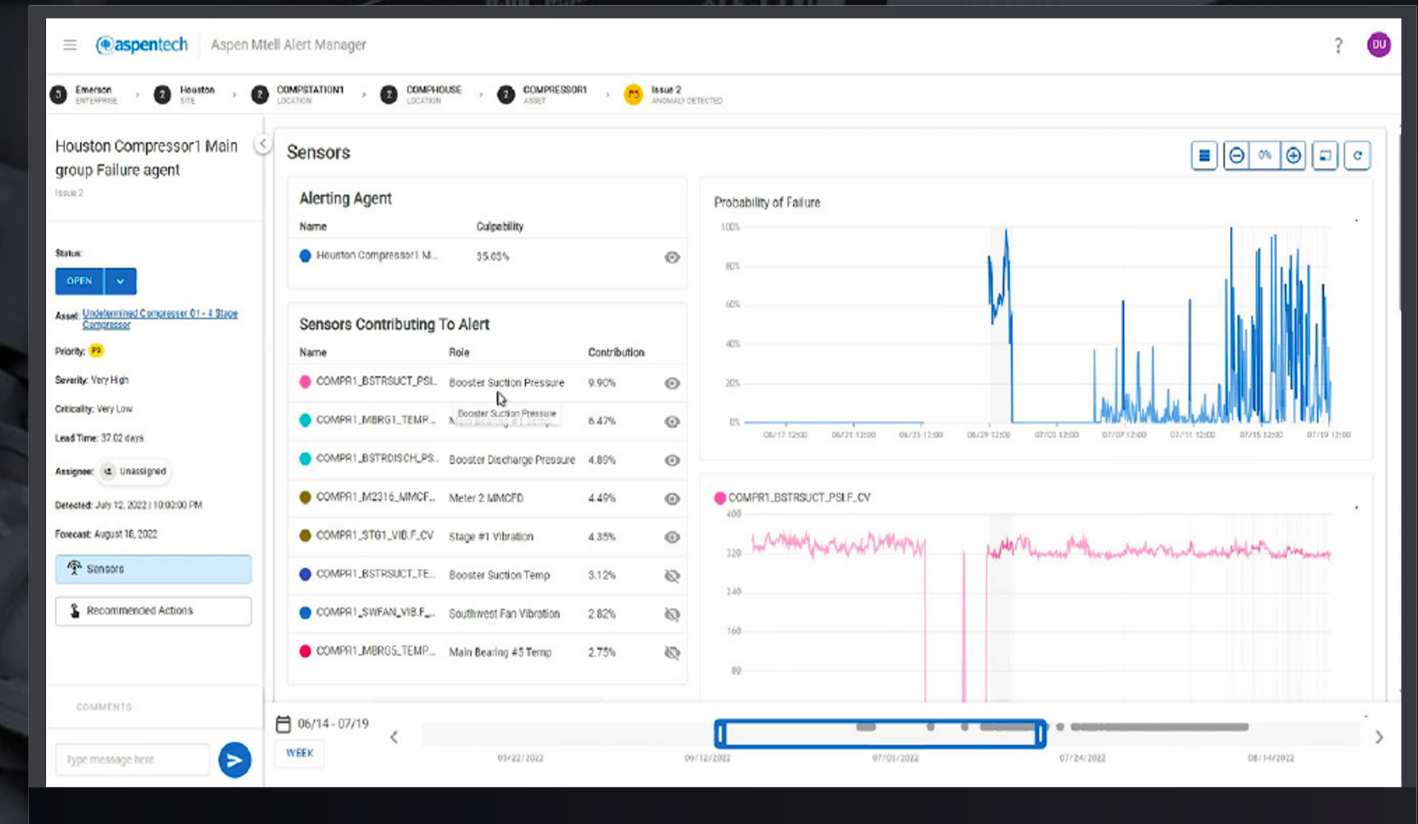 aspentech Aspen Mtell Alert Manager ? DU
3 Emerson ENTERPRISE > 2 Houston SITE > 2 COMPSTATION1 LOCATION > 2 COMPHOUSE LOCATION > 2 COMPRESSOR1 ASSET > P3 Issue 2 ANOMALY DETECTED
Houston Compressor1 Main
group Failure agent
Issue 2
Status:
OPEN
Asset: Undetermined Compressor 01 - 4 Stage
Compressor
Priority: P3
Severity: Very High
Criticality: Very Low
Lead Time: 37.02 days
Assignee: Unassigned
Detected: July 12, 2022 | 10:00:00 PM
Forecast: August 18, 2022
Sensors
Recommended Actions
COMMENTS
Type message here
Sensors
0%
Alerting Agent
Name Culpability
Houston Compressor1 M... 35.03%
Sensors Contributing To Alert
Name Role Contribution
COMPR1_BSTRSUCT_PSI... Booster Suction Pressure 9.90%
Booster Suction Pressure
COMPR1_MBRG1_TEMP... Main Bearing #1 Temp 6.47%
COMPR1_BSTRDISCH_PS... Booster Discharge Pressure 4.89%
COMPR1_M2316_MMCF... Meter 2 MMCFD 4.49%
COMPR1_STG1_VIB.F_CV Stage #1 Vibration 4.35%
COMPR1_BSTRSUCT_TE... Booster Suction Temp 3.12%
COMPR1_SWFAN_VIB.F_... Southwest Fan Vibration 2.82%
COMPR1_MBRG5_TEMP... Main Bearing #5 Temp 2.75%
Probability of Failure
100%
80%
60%
40%
20%
0%
06/17 12:00 06/21 12:00 06/25 12:00 06/29 12:00 07/03 12:00 07/07 12:00 07/11 12:00 07/15 12:00 07/19 12:00
COMPR1_BSTRSUCT_PSI.F_CV
400
320
240
160
80
06/14 - 07/19
WEEK
05/22/2022 06/12/2022 07/03/2022 07/24/2022 08/14/2022